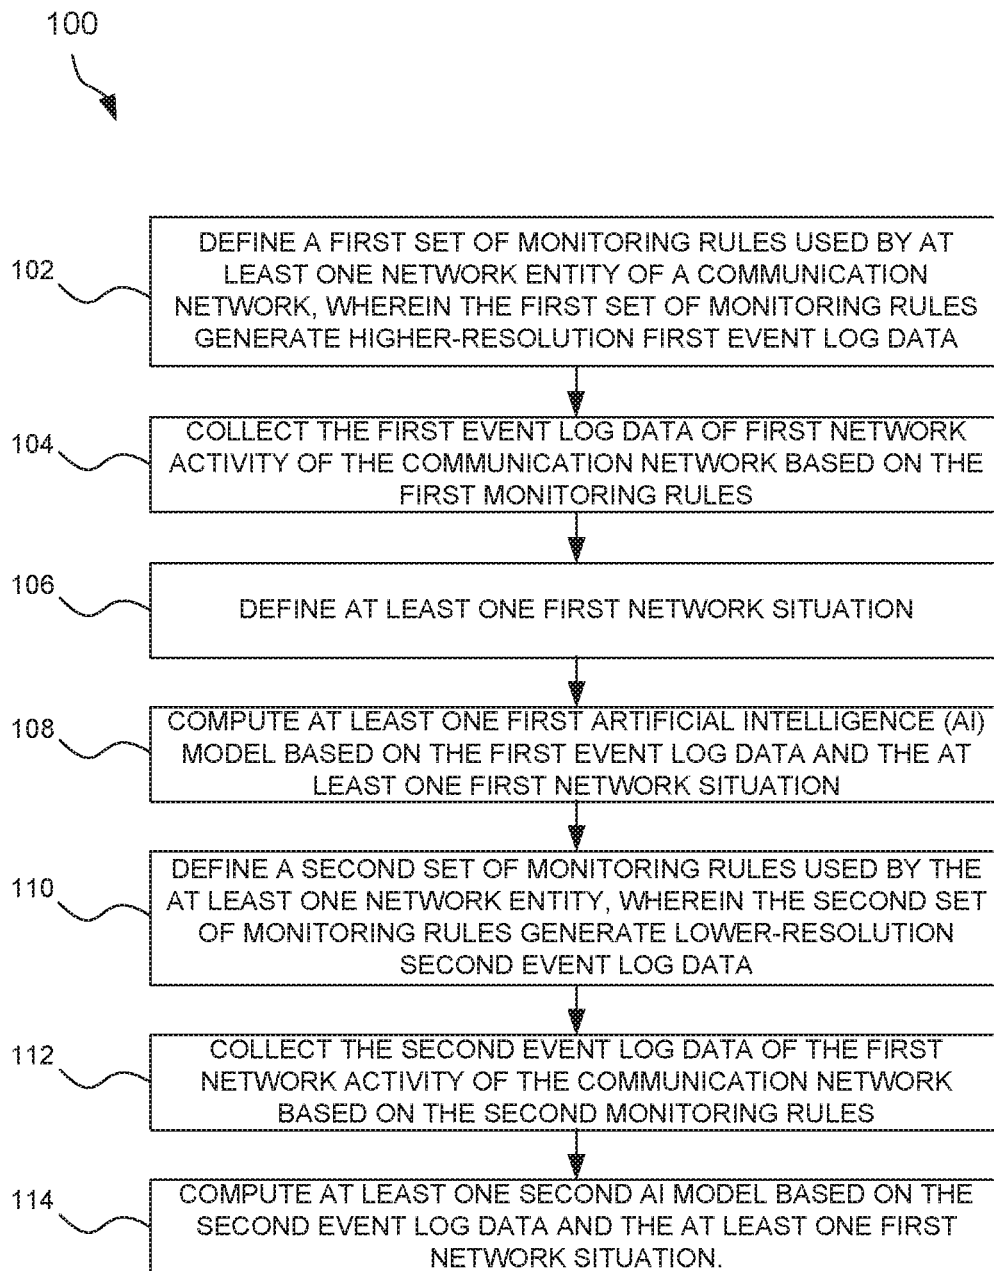 100
102
DEFINE A FIRST SET OF MONITORING RULES USED BY AT
LEAST ONE NETWORK ENTITY OF A COMMUNICATION
NETWORK, WHEREIN THE FIRST SET OF MONITORING RULES
GENERATE HIGHER-RESOLUTION FIRST EVENT LOG DATA
104
COLLECT THE FIRST EVENT LOG DATA OF FIRST NETWORK
ACTIVITY OF THE COMMUNICATION NETWORK BASED ON THE
FIRST MONITORING RULES
106
DEFINE AT LEAST ONE FIRST NETWORK SITUATION
108
COMPUTE AT LEAST ONE FIRST ARTIFICIAL INTELLIGENCE (AI)
MODEL BASED ON THE FIRST EVENT LOG DATA AND THE AT
LEAST ONE FIRST NETWORK SITUATION
110
DEFINE A SECOND SET OF MONITORING RULES USED BY THE
AT LEAST ONE NETWORK ENTITY, WHEREIN THE SECOND SET
OF MONITORING RULES GENERATE LOWER-RESOLUTION
SECOND EVENT LOG DATA
112
COLLECT THE SECOND EVENT LOG DATA OF THE FIRST
NETWORK ACTIVITY OF THE COMMUNICATION NETWORK
BASED ON THE SECOND MONITORING RULES
114
COMPUTE AT LEAST ONE SECOND AI MODEL BASED ON THE
SECOND EVENT LOG DATA AND THE AT LEAST ONE FIRST
NETWORK SITUATION.